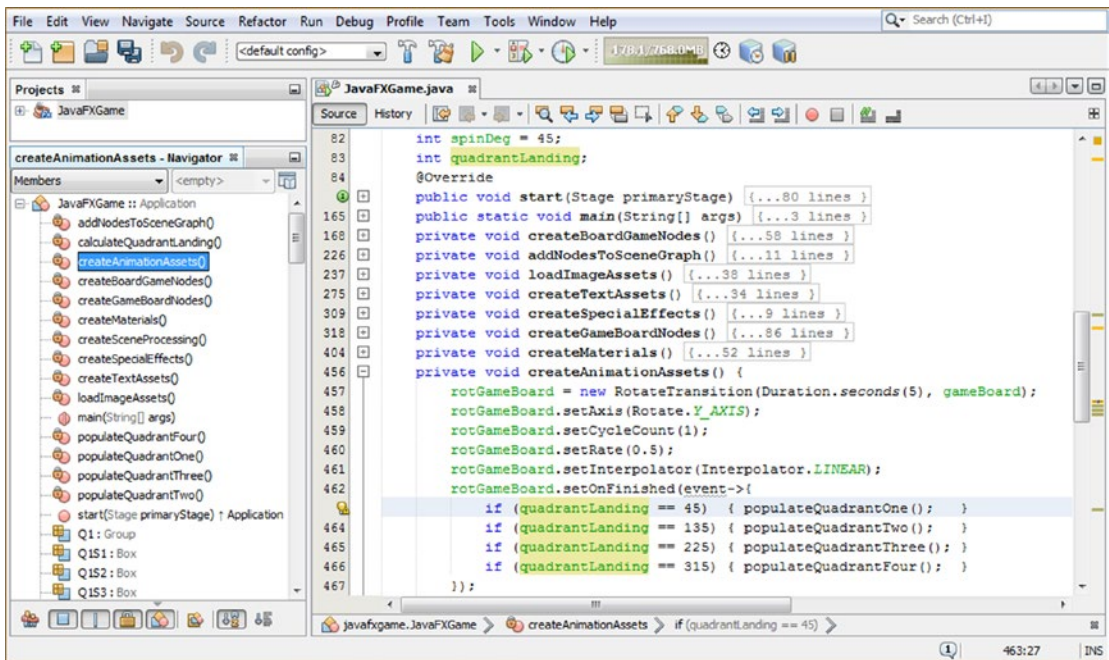 File Edit View Navigate Source Refactor Run Debug Profile Team Tools Window Help
Search (Ctrl+I)
<default config>
178.1/768.0MB
Projects
JavaFXGame
createAnimationAssets - Navigator
Members
<empty>
JavaFXGame :: Application
addNodesToSceneGraph()
calculateQuadrantLanding()
createAnimationAssets()
createBoardGameNodes()
createGameBoardNodes()
createMaterials()
createSceneProcessing()
createSpecialEffects()
createTextAssets()
loadImageAssets()
main(String[] args)
populateQuadrantFour()
populateQuadrantOne()
populateQuadrantThree()
populateQuadrantTwo()
start(Stage primaryStage) ↑ Application
Q1 : Group
Q1S1 : Box
Q1S2 : Box
Q1S3 : Box
JavaFXGame.java
Source History
82 int spinDeg = 45;
83 int quadrantLanding;
84 @Override
public void start(Stage primaryStage) {...80 lines }
165 public static void main(String[] args) {...3 lines }
168 private void createBoardGameNodes() {...58 lines }
226 private void addNodesToSceneGraph() {...11 lines }
237 private void loadImageAssets() {...38 lines }
275 private void createTextAssets() {...34 lines }
309 private void createSpecialEffects() {...9 lines }
318 private void createGameBoardNodes() {...86 lines }
404 private void createMaterials() {...52 lines }
456 private void createAnimationAssets() {
457 rotGameBoard = new RotateTransition(Duration.seconds(5), gameBoard);
458 rotGameBoard.setAxis(Rotate.Y_AXIS);
459 rotGameBoard.setCycleCount(1);
460 rotGameBoard.setRate(0.5);
461 rotGameBoard.setInterpolator(Interpolator.LINEAR);
462 rotGameBoard.setOnFinished(event->{
if (quadrantLanding == 45) { populateQuadrantOne(); }
464 if (quadrantLanding == 135) { populateQuadrantTwo(); }
465 if (quadrantLanding == 225) { populateQuadrantThree(); }
466 if (quadrantLanding == 315) { populateQuadrantFour(); }
467 });
javafxgame.JavaFXGame
createAnimationAssets
if (quadrantLanding == 45)
1
463:27
INS